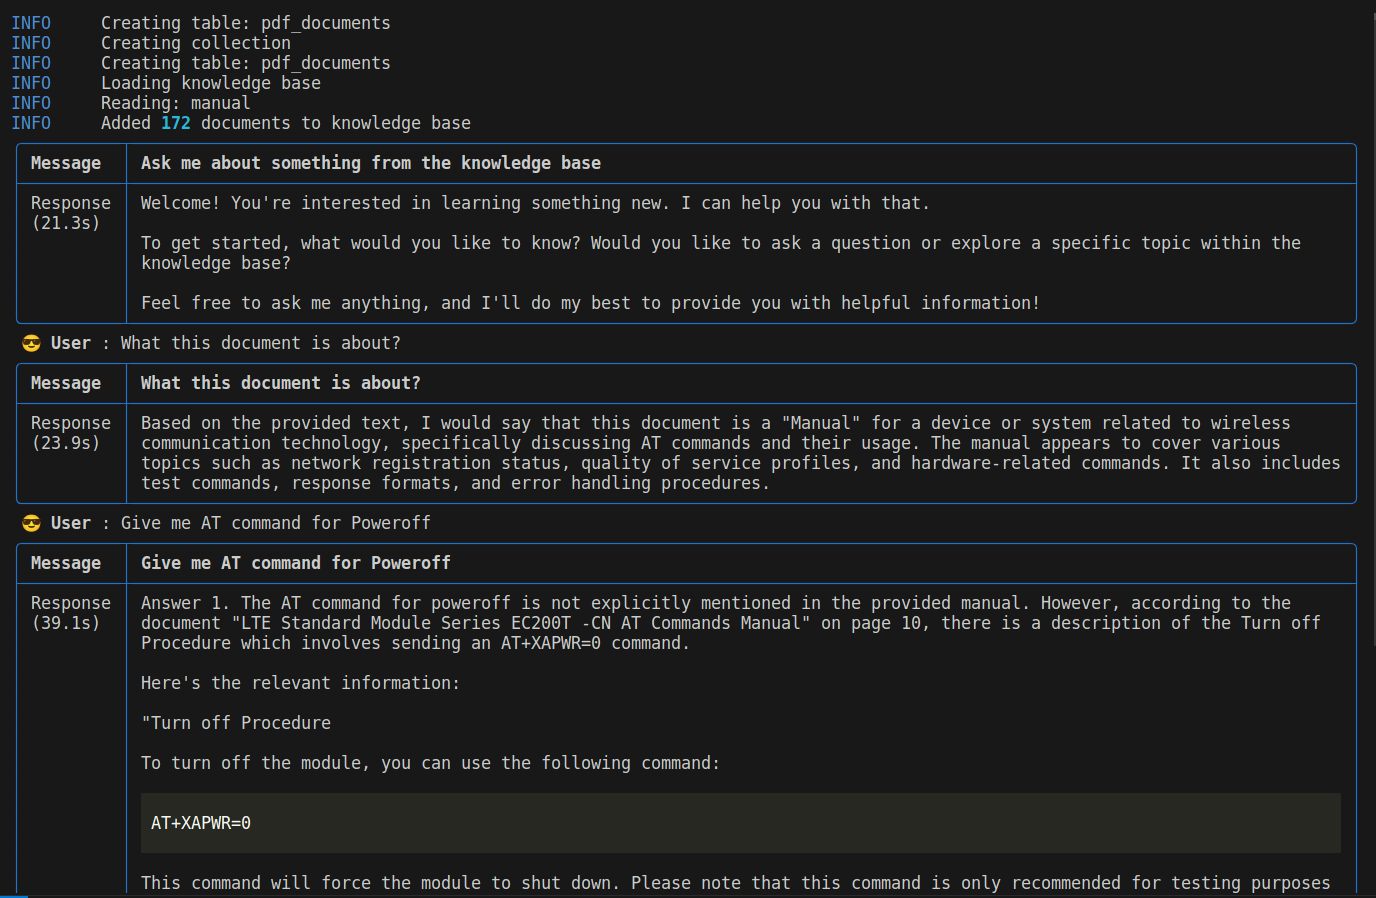 INFO Creating table: pdf_documents
INFO Creating collection
INFO Creating table: pdf_documents
INFO Loading knowledge base
INFO Reading: manual
INFO Added 172 documents to knowledge base
Message Ask me about something from the knowledge base
Response Welcome! You're interested in learning something new. I can help you with that.
(21.3s)
To get started, what would you like to know? Would you like to ask a question or explore a specific topic within the
knowledge base?
Feel free to ask me anything, and I'll do my best to provide you with helpful information!
😎 User : What this document is about?
Message What this document is about?
Response Based on the provided text, I would say that this document is a "Manual" for a device or system related to wireless
(23.9s) communication technology, specifically discussing AT commands and their usage. The manual appears to cover various
topics such as network registration status, quality of service profiles, and hardware-related commands. It also includes
test commands, response formats, and error handling procedures.
😎 User : Give me AT command for Poweroff
Message Give me AT command for Poweroff
Response Answer 1. The AT command for poweroff is not explicitly mentioned in the provided manual. However, according to the
(39.1s) document "LTE Standard Module Series EC200T -CN AT Commands Manual" on page 10, there is a description of the Turn off
Procedure which involves sending an AT+XAPWR=0 command.
Here's the relevant information:
"Turn off Procedure
To turn off the module, you can use the following command:
AT+XAPWR=0
This command will force the module to shut down. Please note that this command is only recommended for testing purposes